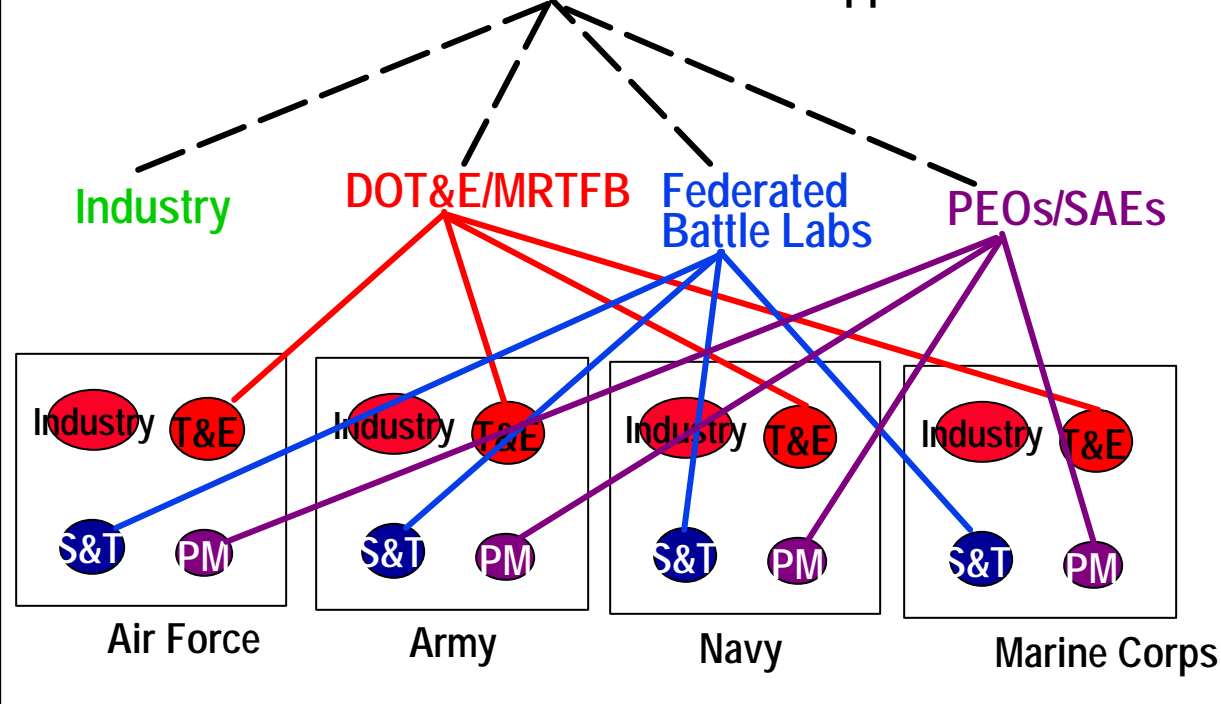 Industry
DOT&E/MRTFB
Federated
Battle Labs
PEOs/SAEs
Industry
T&E
Industry
T&E
Industry
T&E
Industry
T&E
S&T
PM
S&T
PM
S&T
PM
S&T
PM
Air Force
Army
Navy
Marine Corps